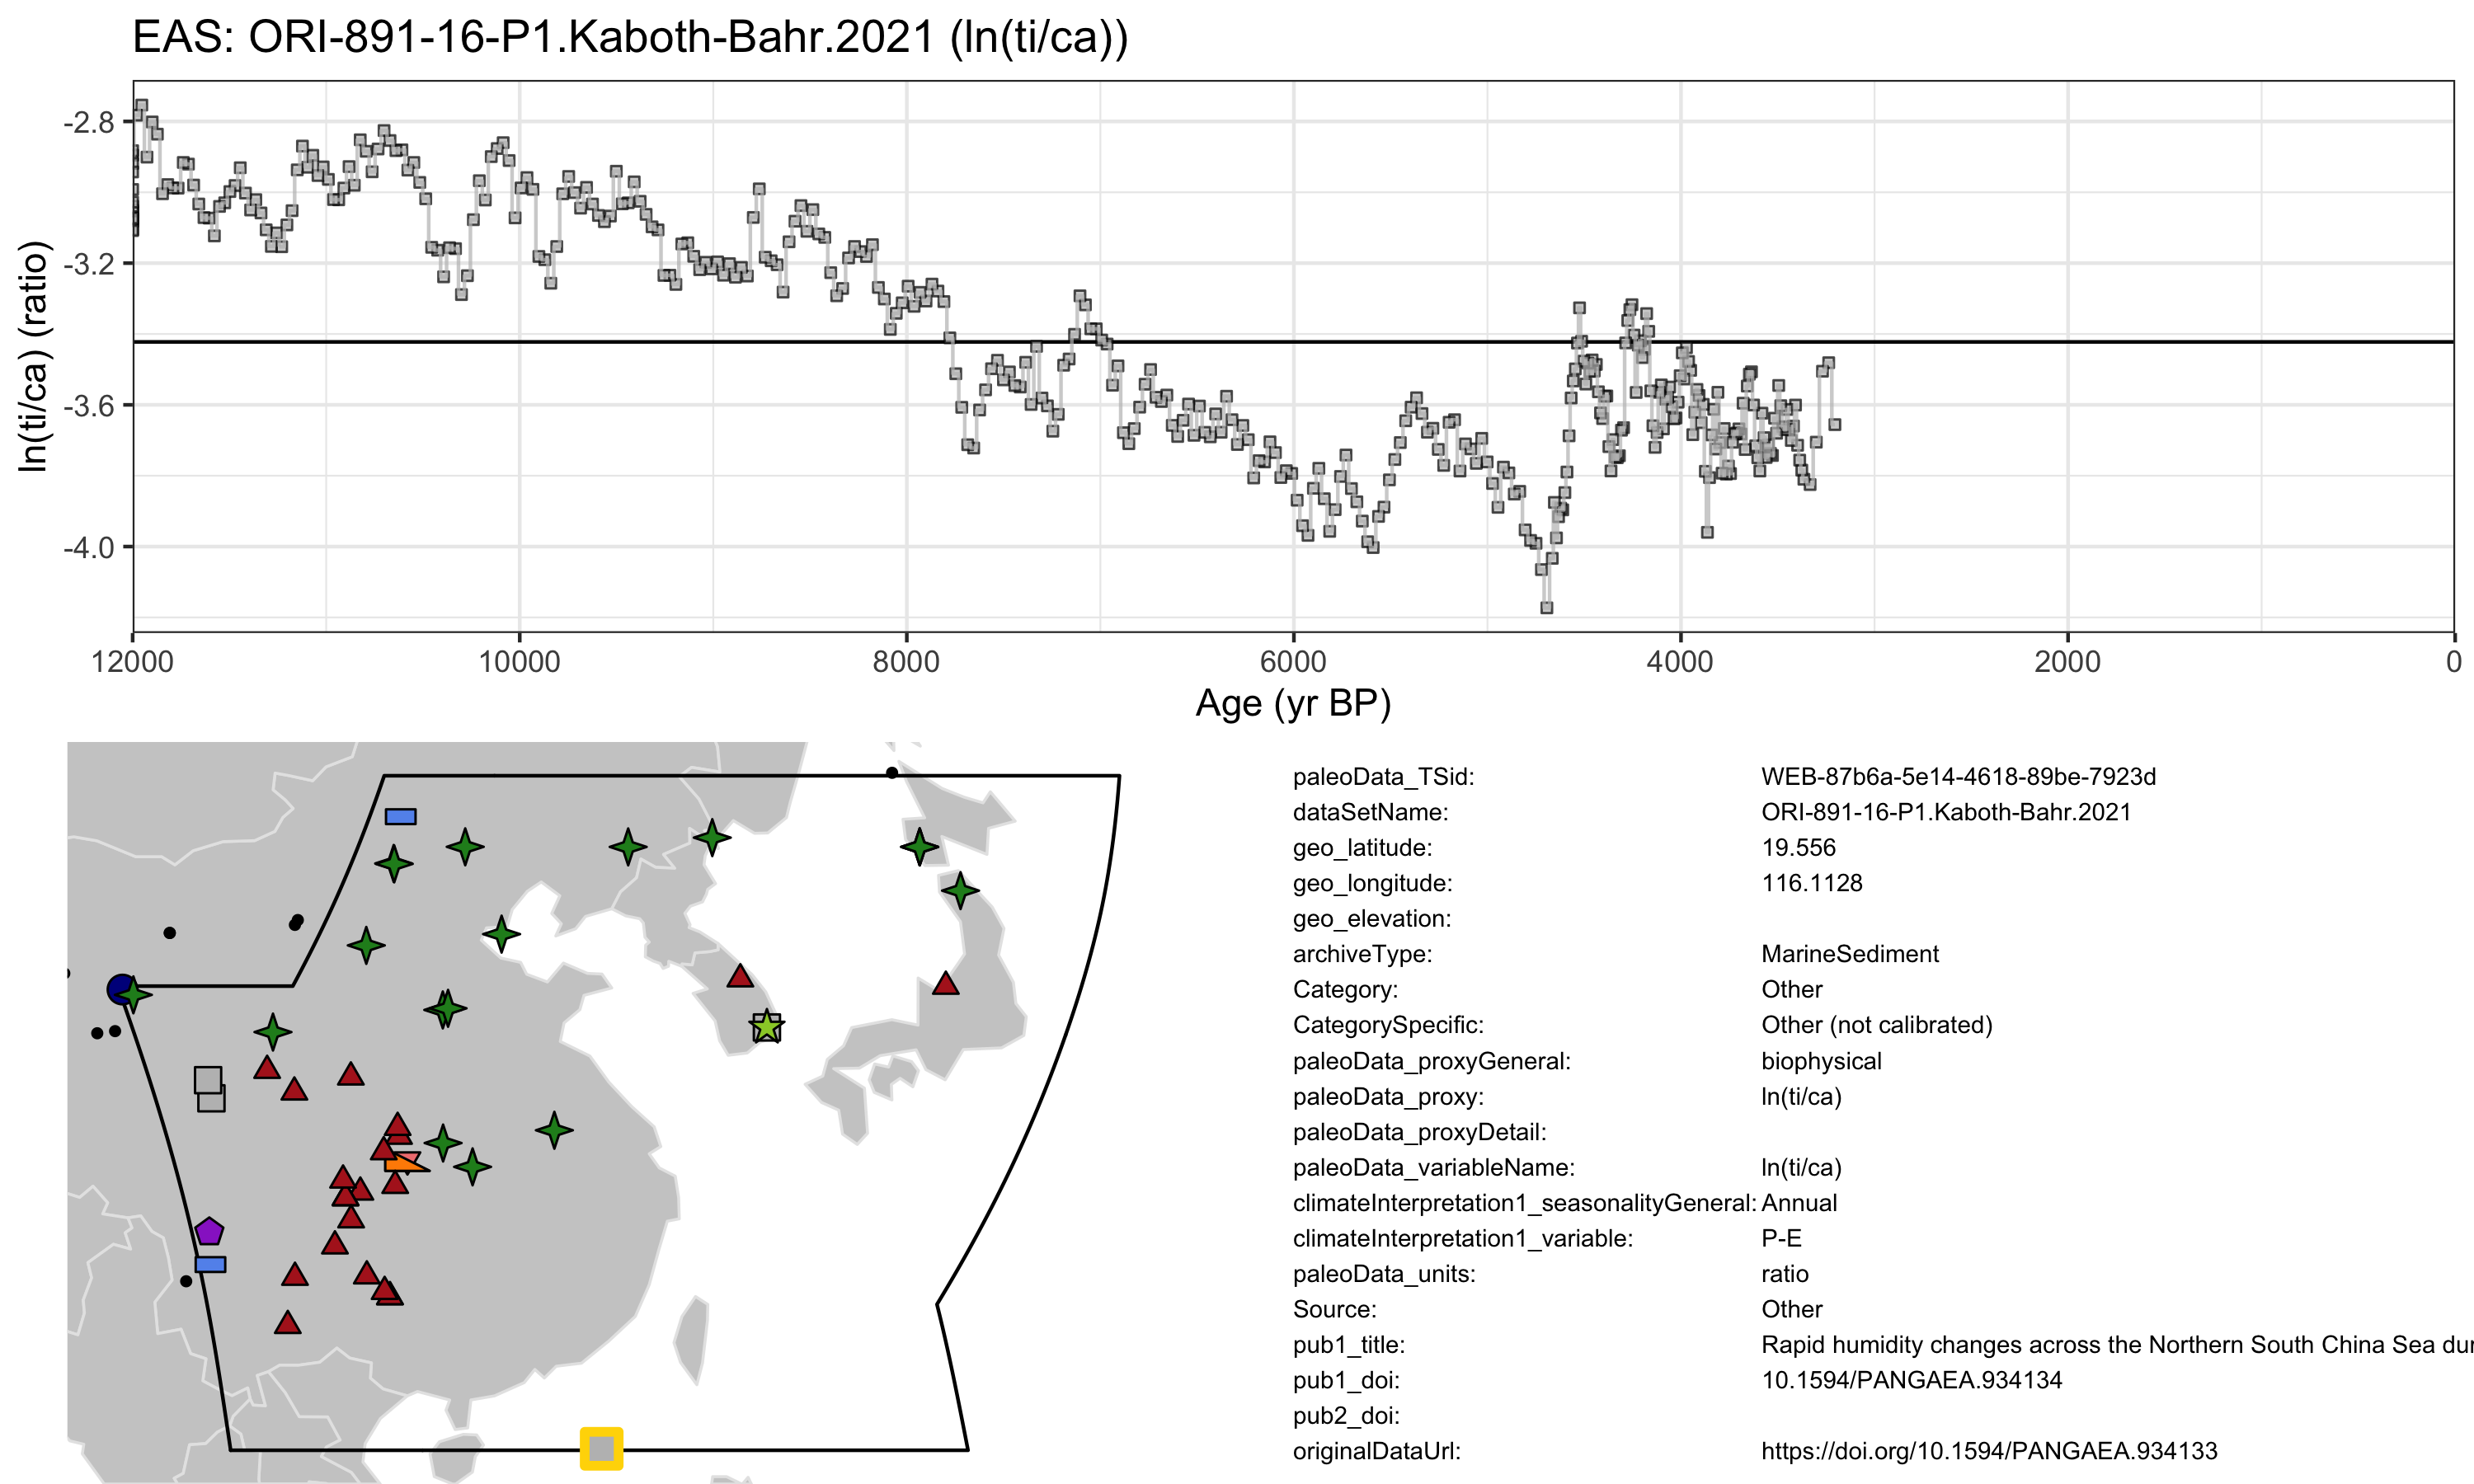 EAS: ORI-891-16-P1.Kaboth-Bahr.2021 (ln(ti/ca))
ln(ti/ca) (ratio)
-2.8
-3.2
-3.6
-4.0
12000 10000 8000 6000 4000 2000 0
Age (yr BP)
paleoData_TSid: WEB-87b6a-5e14-4618-89be-7923d
dataSetName: ORI-891-16-P1.Kaboth-Bahr.2021
geo_latitude: 19.556
geo_longitude: 116.1128
geo_elevation:
archiveType: MarineSediment
Category: Other
CategorySpecific: Other (not calibrated)
paleoData_proxyGeneral: biophysical
paleoData_proxy: ln(ti/ca)
paleoData_proxyDetail:
paleoData_variableName: ln(ti/ca)
climateInterpretation1_seasonalityGeneral: Annual
climateInterpretation1_variable: P-E
paleoData_units: ratio
Source: Other
pub1_title: Rapid humidity changes across the Northern South China Sea dur
pub1_doi: 10.1594/PANGAEA.934134
pub2_doi:
originalDataUrl: https://doi.org/10.1594/PANGAEA.934133